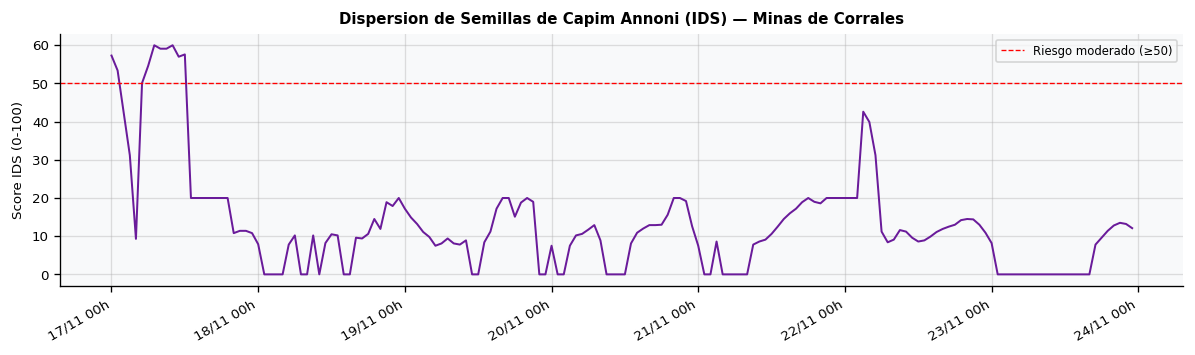 Dispersion de Semillas de Capim Annoni (IDS) — Minas de Corrales
Riesgo moderado (≥50)
Score IDS (0-100)
60
50
40
30
20
10
0
17/11 00h
18/11 00h
19/11 00h
20/11 00h
21/11 00h
22/11 00h
23/11 00h
24/11 00h